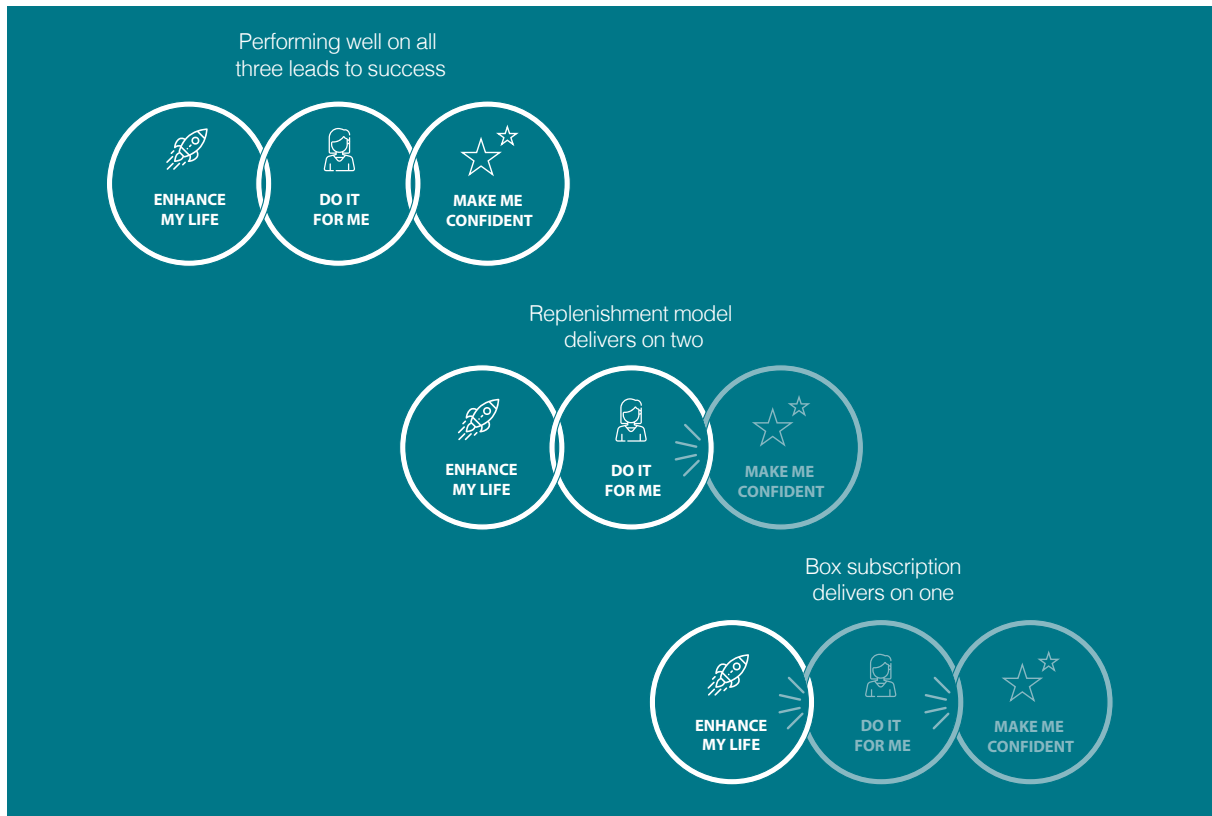 Performing well on all
three leads to success
ENHANCE
MY LIFE
DO IT
FOR ME
MAKE ME
CONFIDENT
Replenishment model
delivers on two
ENHANCE
MY LIFE
DO IT
FOR ME
MAKE ME
CONFIDENT
Box subscription
delivers on one
ENHANCE
MY LIFE
DO IT
FOR ME
MAKE ME
CONFIDENT